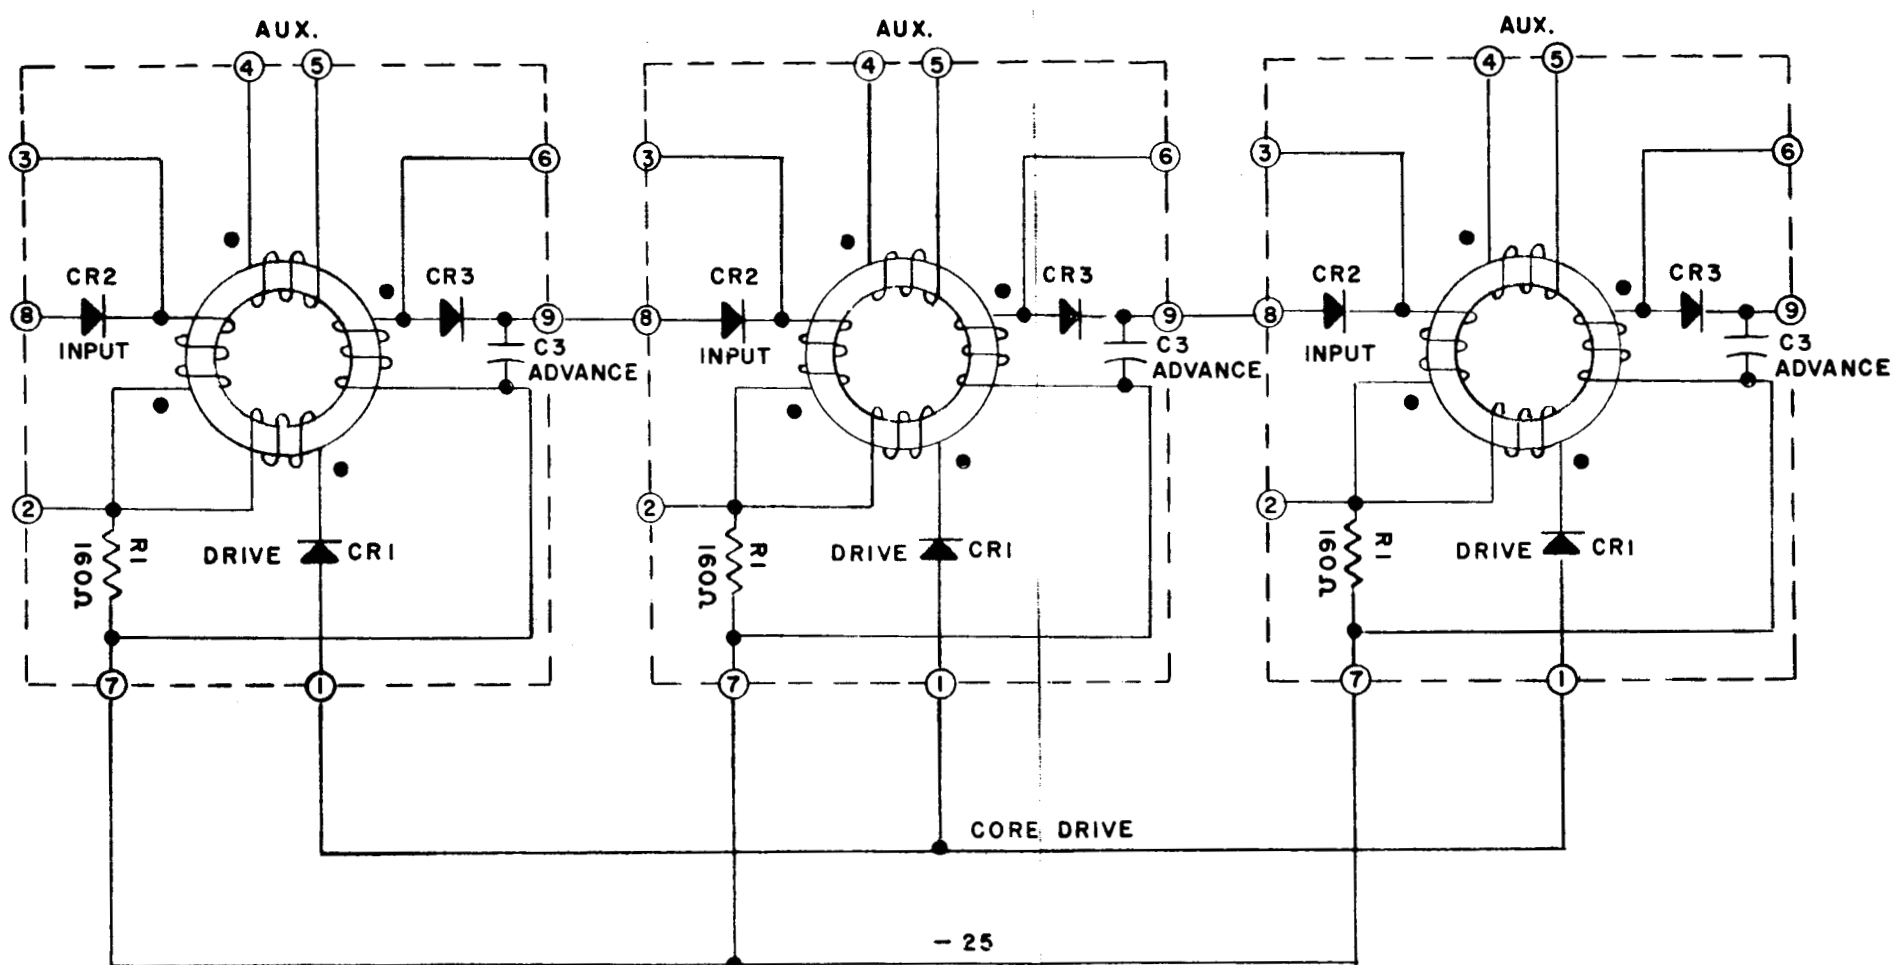 AUX. AUX. AUX.
4 5 4 5 4 5
3 6 3 6 3 6
CR2 CR3 CR2 CR3 CR2 CR3
8 9 8 9 8 9
INPUT C3 INPUT C3 INPUT C3
ADVANCE ADVANCE ADVANCE
2 2 2
R1 160Ω DRIVE CR1 R1 160Ω DRIVE CR1 R1 160Ω DRIVE CR1
7 1 7 1 7 1
CORE DRIVE
- 25